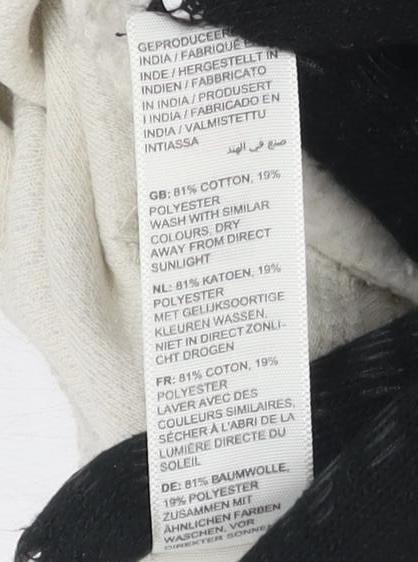 GEPRODUCEER
INDIA / FABRIQUÉ E
INDE / HERGESTELLT IN
INDIEN / FABBRICATO
IN INDIA / PRODUSERT
I INDIA / FABRICADO EN
INDIA / VALMISTETTU
INTIASSA
صنع في الهند
GB: 81% COTTON, 19%
POLYESTER
WASH WITH SIMILAR
COLOURS, DRY
AWAY FROM DIRECT
SUNLIGHT
NL: 81% KATOEN, 19%
POLYESTER
MET GELIJKSOORTIGE
KLEUREN WASSEN,
NIET IN DIRECT ZONLI-
CHT DROGEN
FR: 81% COTON, 19%
POLYESTER
LAVER AVEC DES
COULEURS SIMILAIRES,
SÉCHER À L'ABRI DE LA
LUMIÈRE DIRECTE DU
SOLEIL
DE: 81% BAUMWOLLE,
19% POLYESTER
ZUSAMMEN MIT
ÄHNLICHEN FARBEN
WASCHEN, VOR
DIREKTER SONNE